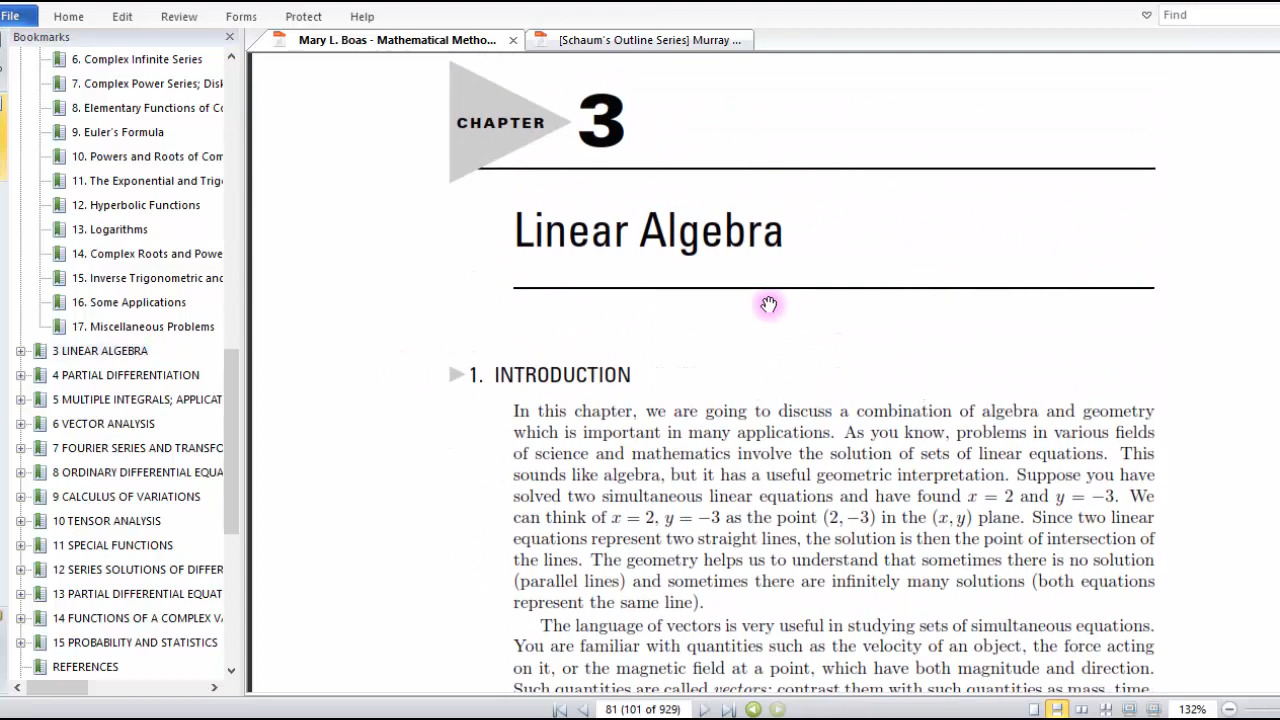 File Home Edit Review Forms Protect Help Find
Bookmarks
Mary L. Boas - Mathematical Metho...
[Schaum's Outline Series] Murray ...
6. Complex Infinite Series
7. Complex Power Series; Disk
8. Elementary Functions of Co
9. Euler's Formula
10. Powers and Roots of Com
11. The Exponential and Trig
12. Hyperbolic Functions
13. Logarithms
14. Complex Roots and Powe
15. Inverse Trigonometric and
16. Some Applications
17. Miscellaneous Problems
3 LINEAR ALGEBRA
4 PARTIAL DIFFERENTIATION
5 MULTIPLE INTEGRALS; APPLICAT
6 VECTOR ANALYSIS
7 FOURIER SERIES AND TRANSFO
8 ORDINARY DIFFERENTIAL EQUA
9 CALCULUS OF VARIATIONS
10 TENSOR ANALYSIS
11 SPECIAL FUNCTIONS
12 SERIES SOLUTIONS OF DIFFER
13 PARTIAL DIFFERENTIAL EQUAT
14 FUNCTIONS OF A COMPLEX VA
15 PROBABILITY AND STATISTICS
REFERENCES
CHAPTER 3
Linear Algebra
1. INTRODUCTION
In this chapter, we are going to discuss a combination of algebra and geometry
which is important in many applications. As you know, problems in various fields
of science and mathematics involve the solution of sets of linear equations. This
sounds like algebra, but it has a useful geometric interpretation. Suppose you have
solved two simultaneous linear equations and have found x = 2 and y = −3. We
can think of x = 2, y = −3 as the point (2, −3) in the (x, y) plane. Since two linear
equations represent two straight lines, the solution is then the point of intersection of
the lines. The geometry helps us to understand that sometimes there is no solution
(parallel lines) and sometimes there are infinitely many solutions (both equations
represent the same line).
The language of vectors is very useful in studying sets of simultaneous equations.
You are familiar with quantities such as the velocity of an object, the force acting
on it, or the magnetic field at a point, which have both magnitude and direction.
Such quantities are called vectors; contrast them with such quantities as mass, time,
81 (101 of 929)
132%